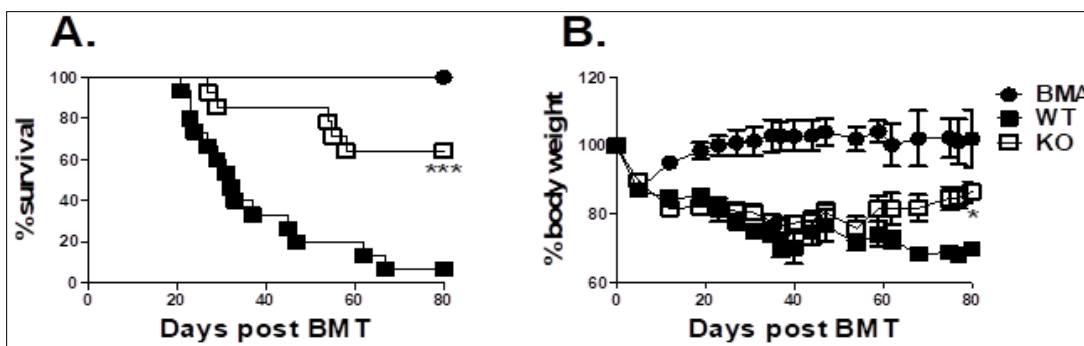 A.
B.
%survival
100
80
60
40
20
0
***
0 20 40 60 80
Days post BMT
%body weight
120
100
80
60
*
0 20 40 60 80
Days post BMT
BMA
WT
KO